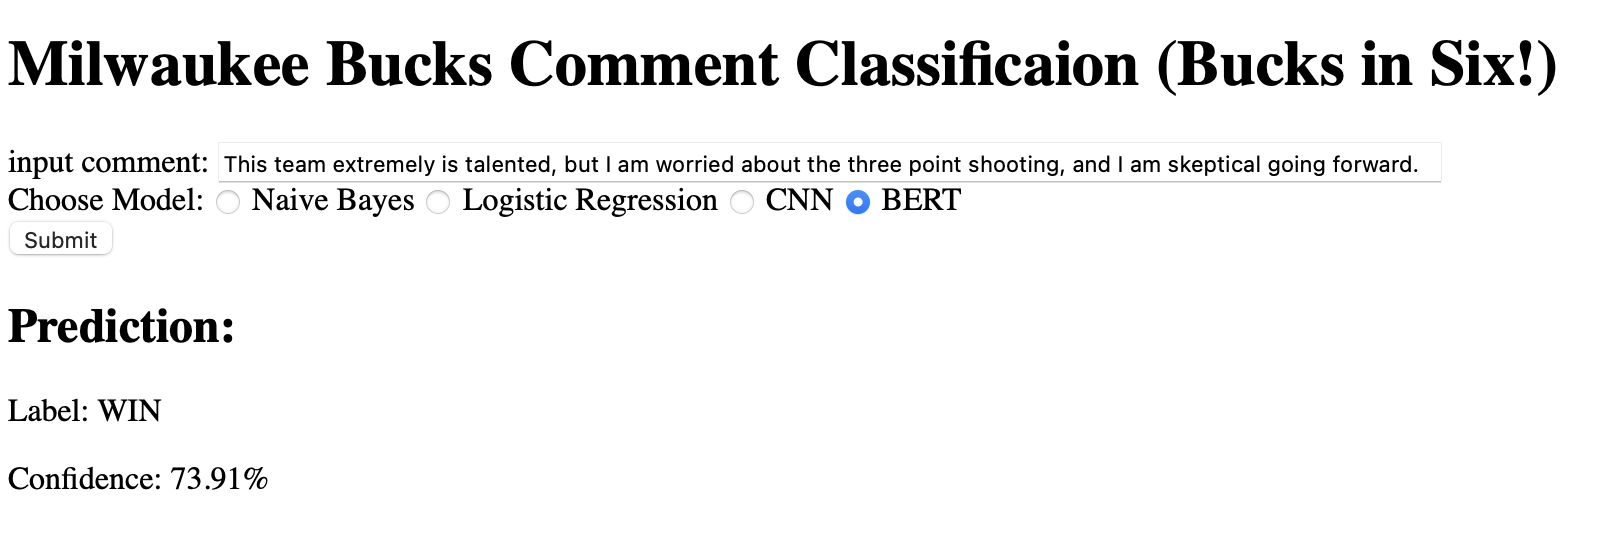 Milwaukee Bucks Comment Classificaion (Bucks in Six!)
input comment: This team extremely is talented, but I am worried about the three point shooting, and I am skeptical going forward.
Choose Model: Naive Bayes Logistic Regression CNN BERT
Submit
Prediction:
Label: WIN
Confidence: 73.91%